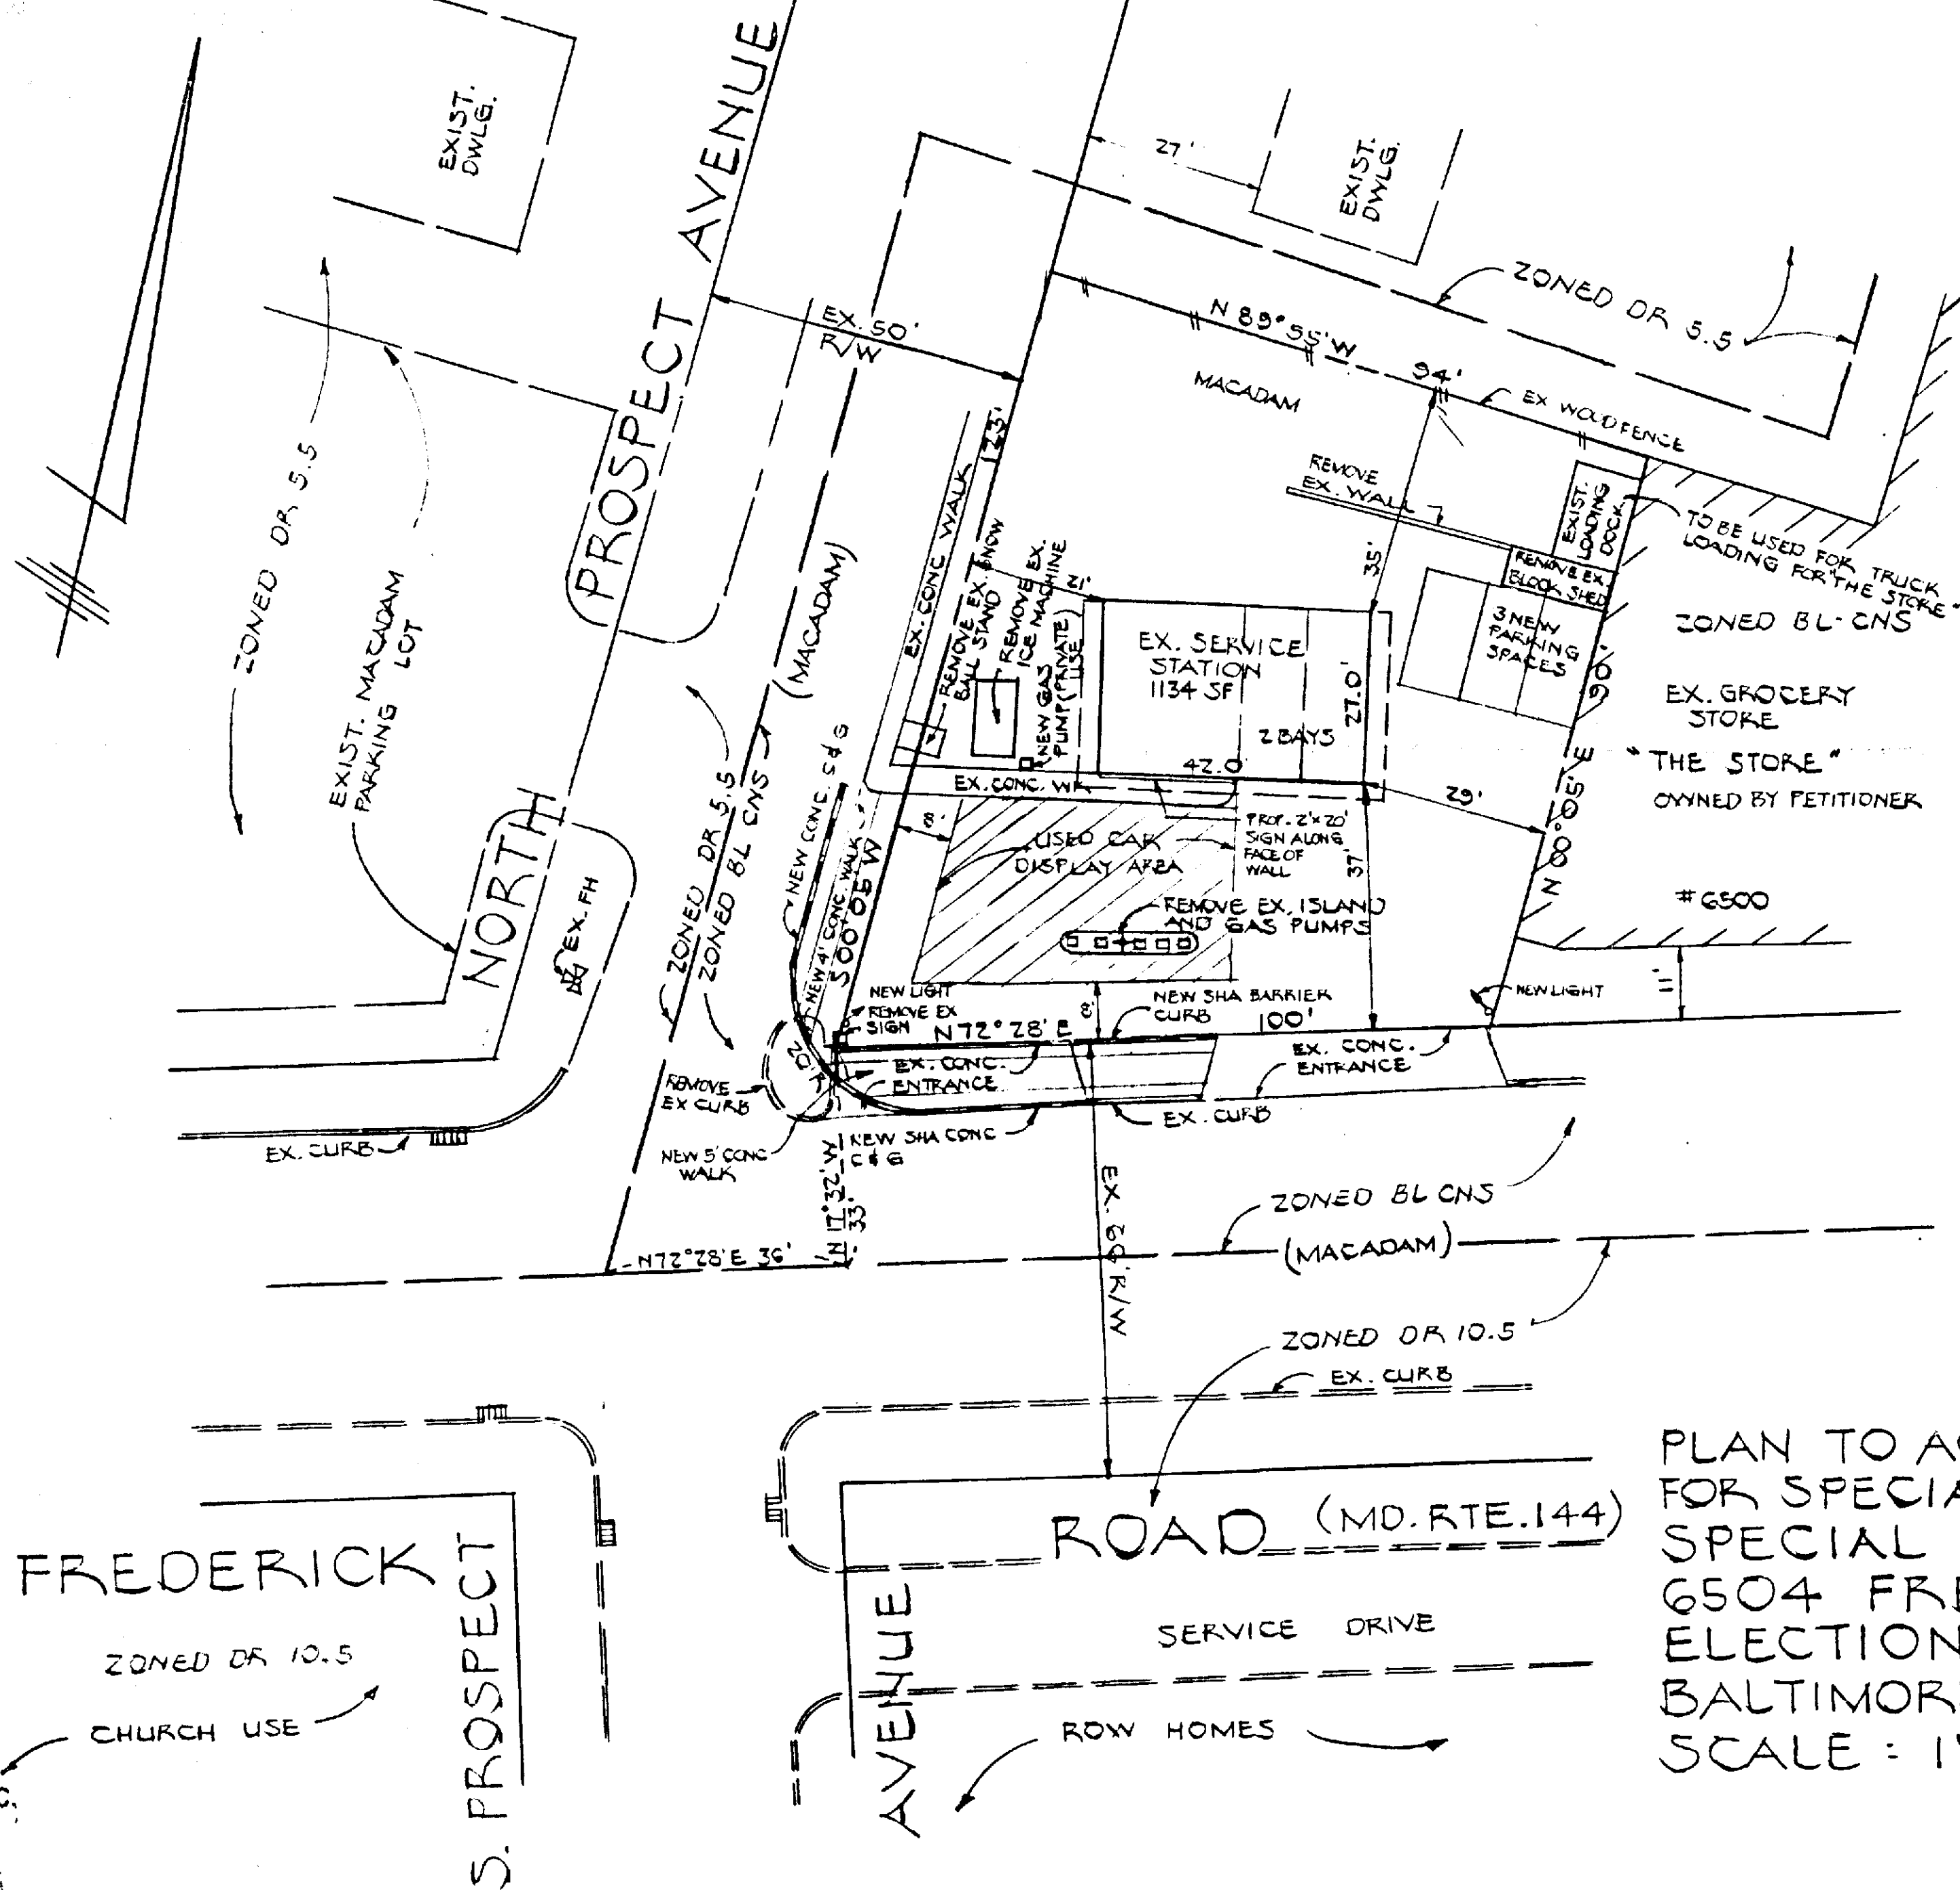 EXIST.
DWLG.
PROSPECT AVENUE
NORTH
27'
EXIST.
DWLG.
ZONED DR 5.5
EX. 50'
R/W
N 89°55'W
94'
MACADAM
EX WOOD FENCE
123'
EX. CONC WALK
REMOVE
EX. WALL
EXIST.
LOADING
DOCK
TO BE USED FOR TRUCK
LOADING FOR "THE STORE"
REMOVE EX.
BLOCK SHED
3 NEW
PARKING
SPACES
ZONED BL-CNS
ZONED DR. 5.5
EXIST. MACADAM
PARKING LOT
(MACADAM)
REMOVE EX. SNOW
BALL STAND
REMOVE EX.
ICE MACHINE
NEW GAS
PUMP (PRIVATE)
USE
21'
35'
EX. SERVICE
STATION
1134 SF
27.0'
2 BAYS
42.0
90'
N 00°05' E
EX. GROCERY
STORE
"THE STORE"
OWNED BY PETITIONER
#6500
29'
EX. CONC. WK
8'
USED CAR
DISPLAY AREA
PROP. 2'x20'
SIGN ALONG
FACE OF
WALL
37'
REMOVE EX. ISLAND
AND GAS PUMPS
EX. FH
ZONED DR 5.5
ZONED BL CNS
NEW CONC. C & G
NEW 4' CONC. WALK
S00°05'W
NEW LIGHT
REMOVE EX
SIGN
N72°28' E
8'
NEW SHA BARRIER
CURB
100'
NEW LIGHT
11'
20'R
EX. CONC.
ENTRANCE
EX. CONC.
ENTRANCE
REMOVE
EX CURB
EX. CURB
EX. CURB
NEW SHA CONC
C & G
NEW 5' CONC
WALK
N 17°32' W
33'
N72°28'E 36'
EX. 60' R/W
ZONED BL CNS
(MACADAM)
ZONED DR 10.5
EX. CURB
FREDERICK ROAD (MD. RTE. 144)
ZONED DR 10.5
CHURCH USE
S. PROSPECT
AVENUE
SERVICE DRIVE
ROW HOMES
PLAN TO
FOR
SPECIAL
6504
ELECTION
SCALE :